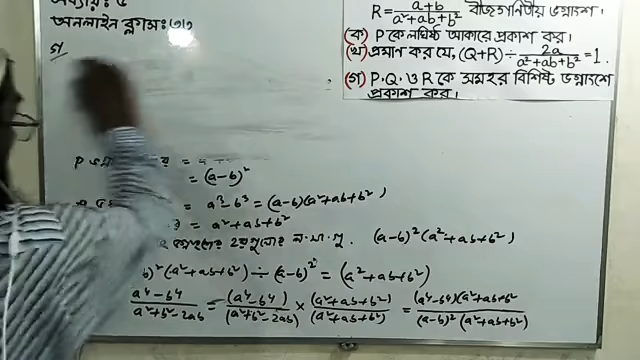 অধ্যায়: ৫
অনলাইন ক্লাস:
R = a+b / a²+ab+b² বীজগণিতীয় ভগ্নাংশ।
(ক) P কে লঘিষ্ঠ আকারে প্রকাশ কর।
(খ) প্রমাণ কর যে, (Q+R) ÷ 2a / a²+ab+b² = 1.
(গ) P, Q ও R কে সমহর বিশিষ্ট ভগ্নাংশে
প্রকাশ কর।
গ
P
= (a-b)²
a³-b³ = (a-b)(a²+ab+b²)
= a²+ab+b²
ল.সা.গু. (a-b)²(a²+ab+b²)
b)²(a²+ab+b²) ÷ (a-b)² = (a²+ab+b²)
a⁴-b⁴ / a²+b²-2ab = (a⁴-b⁴) / (a²+b²-2ab) × (a²+ab+b²) / (a²+ab+b²) = (a⁴-b⁴)(a²+ab+b² / (a-b)²(a²+ab+b²)